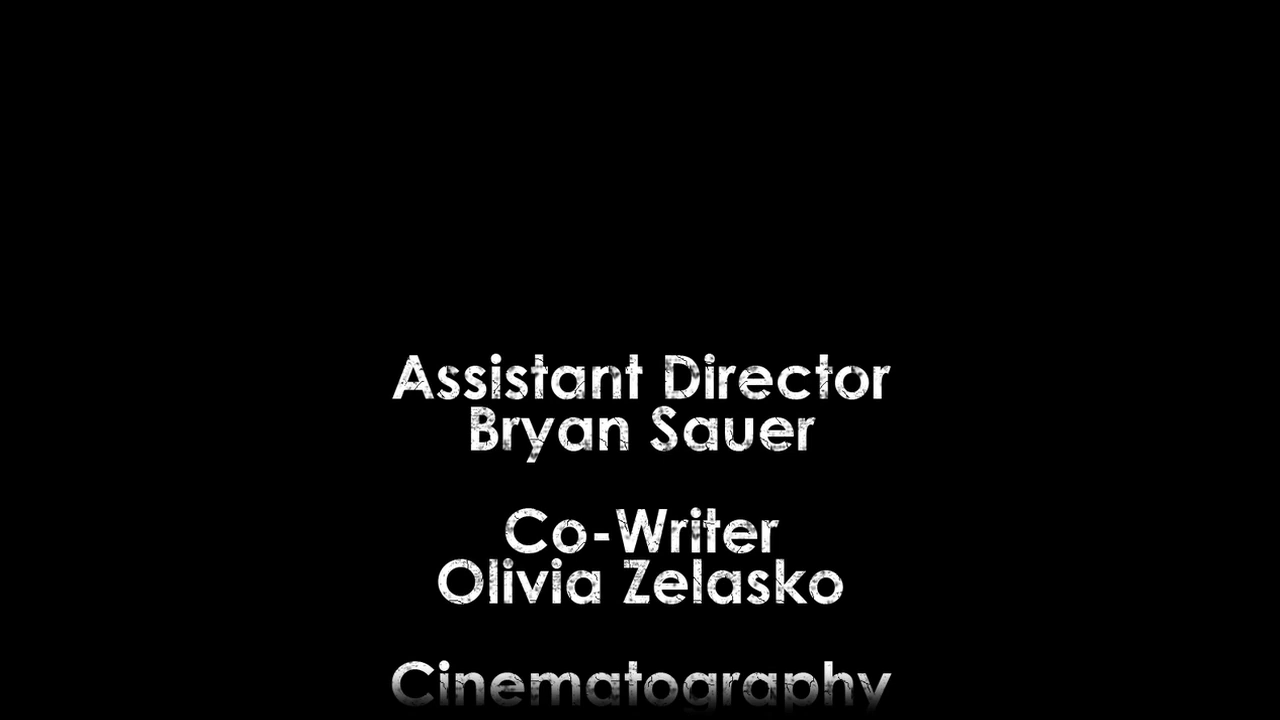 Assistant Director
Bryan Sauer
Co-Writer
Olivia Zelasko
Cinematography